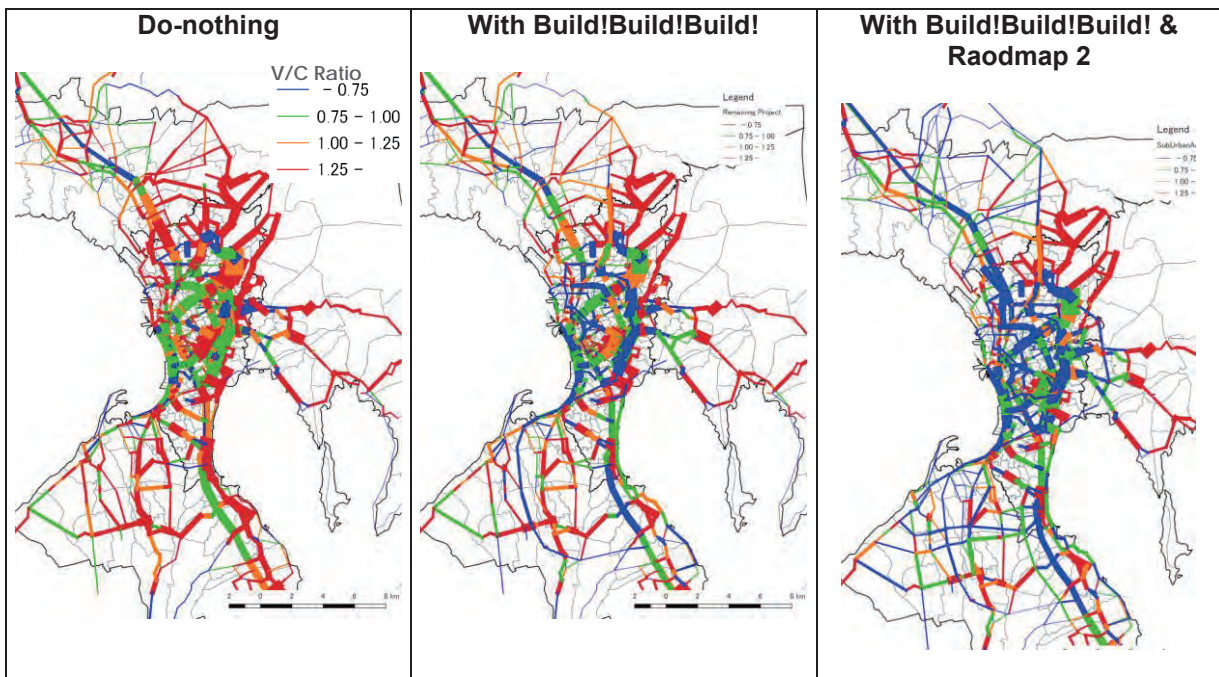 Do-nothing
V/C Ratio
- 0.75
0.75 - 1.00
1.00 - 1.25
1.25 -
2 0 2 4 6 8 km
With Build!Build!Build!
Legend
Remaining Project
- 0.75
0.75 - 1.00
1.00 - 1.25
1.25 -
2 0 2 4 6 8 km
With Build!Build!Build! &
Raodmap 2
Legend
- 0.75
0.75 -
1.00 -
1.25 -